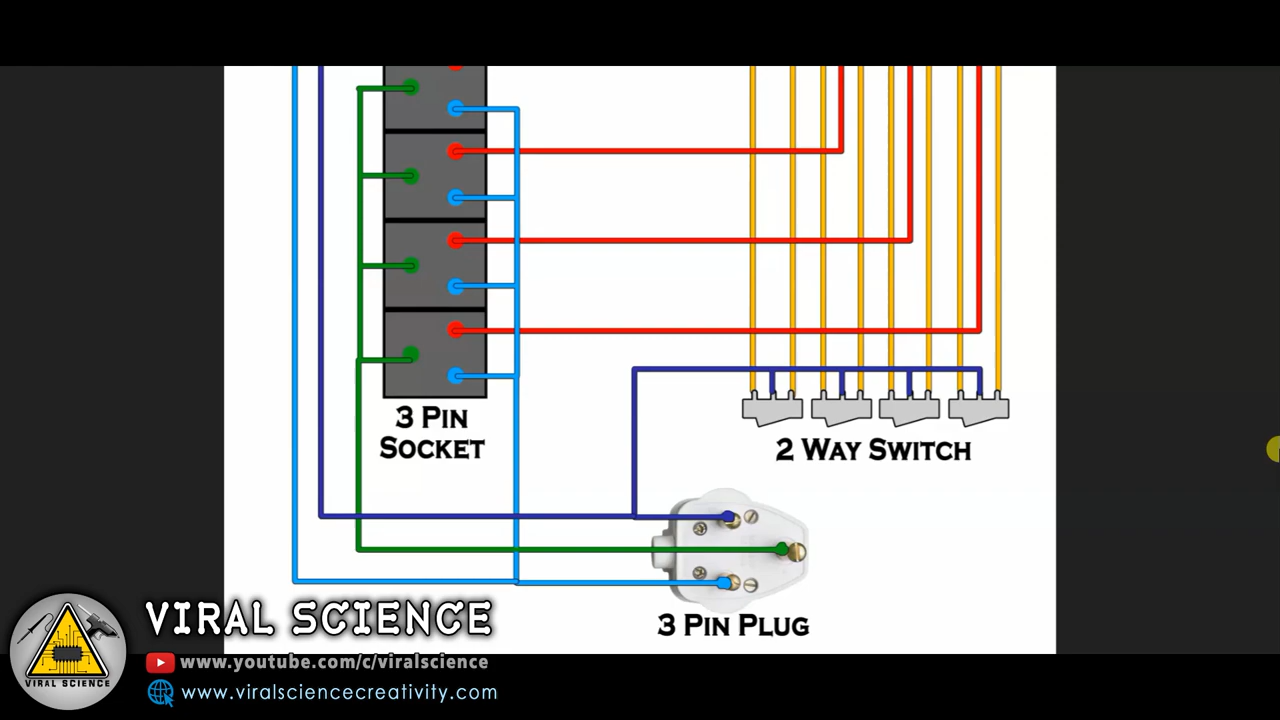 3 PIN
SOCKET
2 WAY SWITCH
3 PIN PLUG
VIRAL SCIENCE
VIRAL SCIENCE
www.youtube.com/c/viralscience
www.viralsciencecreativity.com